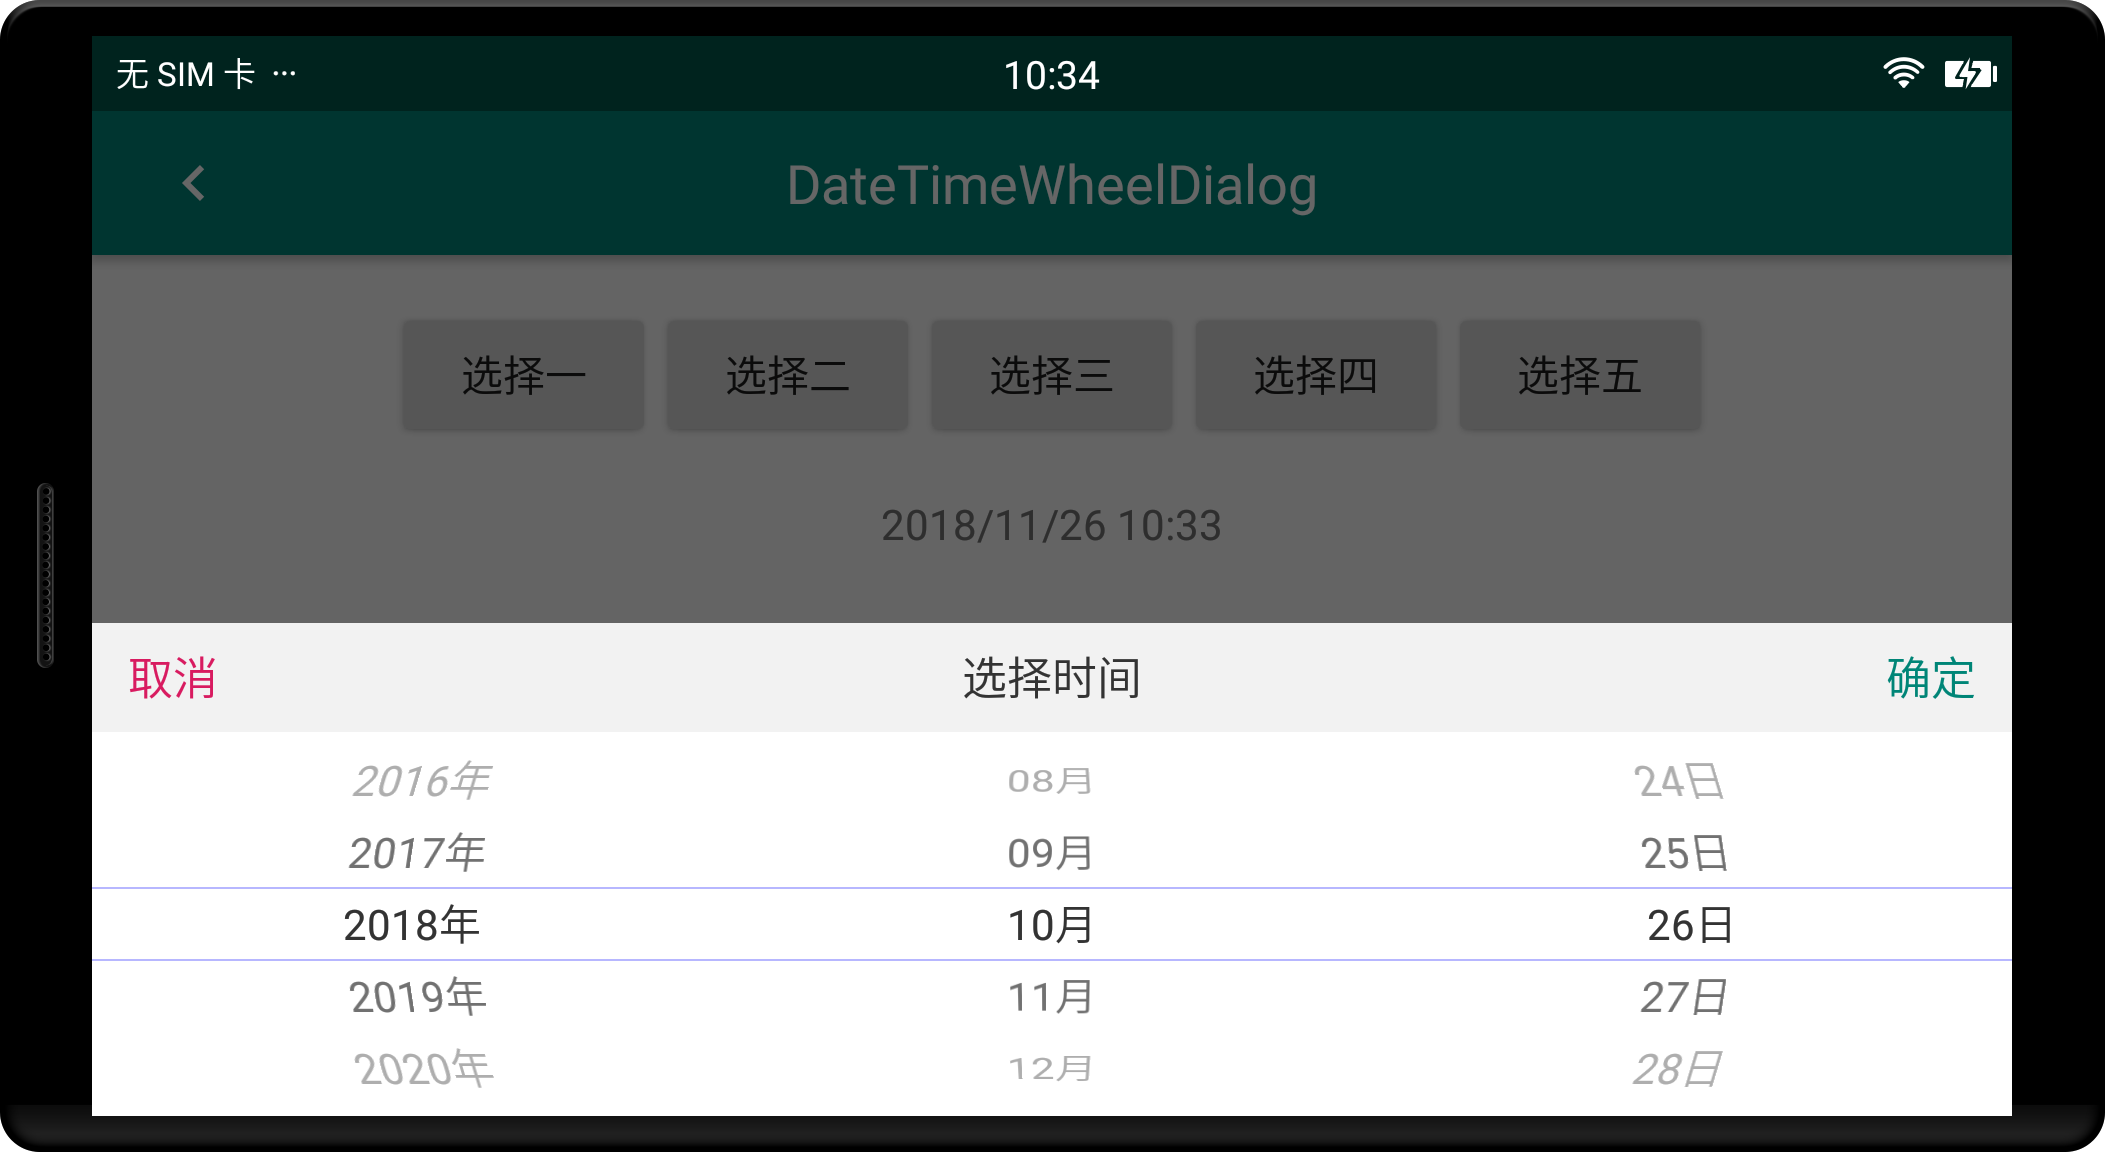 无 SIM 卡 ··· 10:34
DateTimeWheelDialog
选择一 选择二 选择三 选择四 选择五
2018/11/26 10:33
取消 选择时间 确定
2016年 08月 24日
2017年 09月 25日
2018年 10月 26日
2019年 11月 27日
2020年 12月 28日